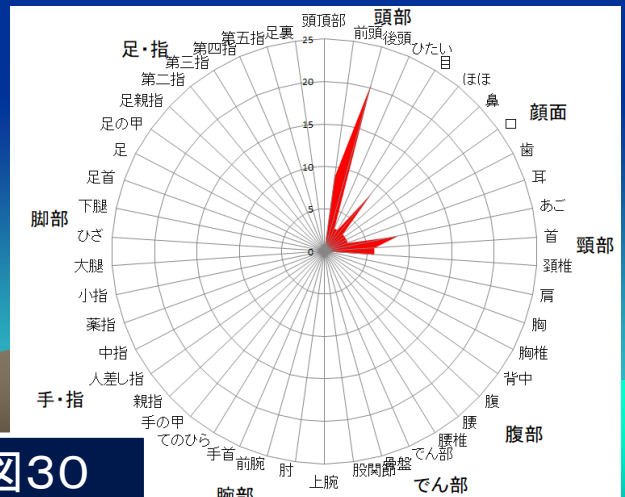 頭部
頭頂部
前頭
後頭
ひたい
目
ほほ
鼻
口
顔面
歯
耳
あご
首
頸部
頚椎
肩
胸
胸椎
背中
腹
腰
腹部
腰椎
でん部
でん部
骨盤
股関節
上腕
肘
腕部
前腕
手首
てのひら
手の甲
親指
手・指
人差し指
中指
薬指
小指
大腿
ひざ
脚部
下腿
足首
足
足の甲
足親指
第二指
第三指
足・指
第四指
第五指
足裏
25
20
15
10
5
0
図30